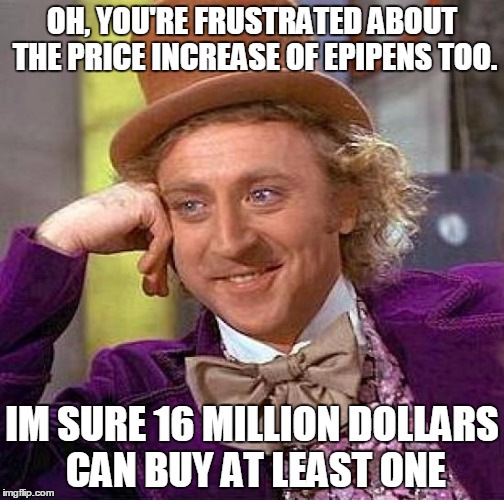 OH, YOU'RE FRUSTRATED ABOUT
THE PRICE INCREASE OF EPIPENS TOO.
IM SURE 16 MILLION DOLLARS
CAN BUY AT LEAST ONE
imgflip.com